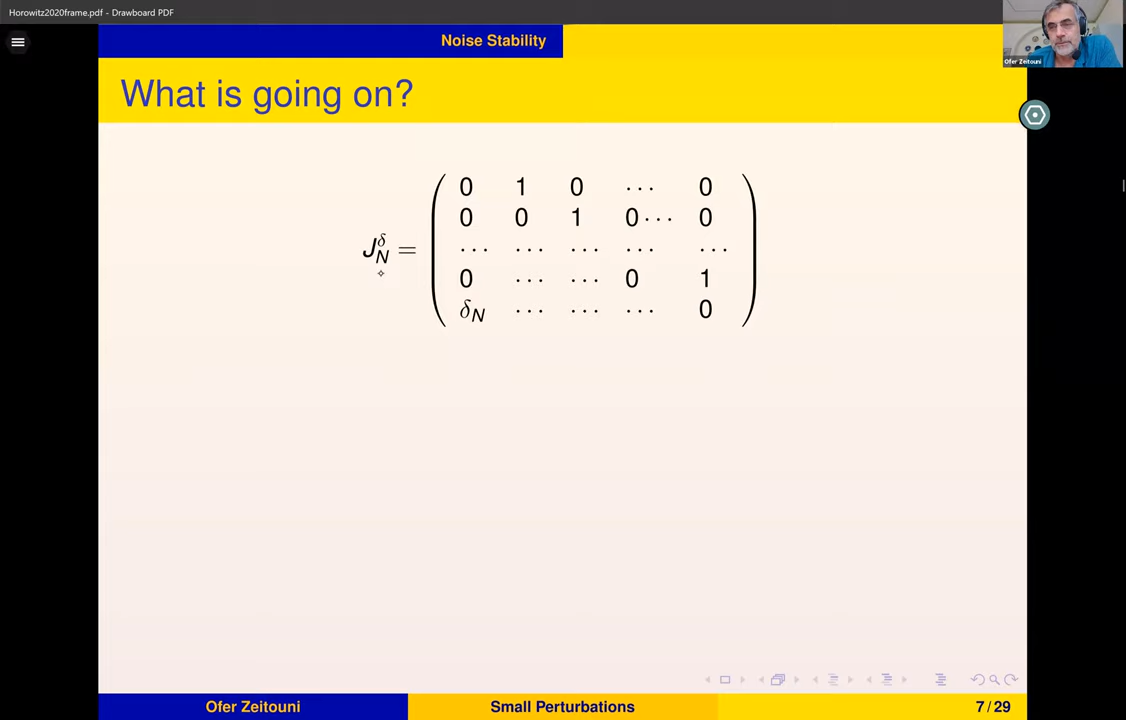 Horowitz2020frame.pdf - Drawboard PDF
Ofer Zeitouni
Noise Stability
What is going on?
0 1 0 ⋯ 0
0 0 1 0⋯ 0
J_N^δ = ⋯ ⋯ ⋯ ⋯ ⋯
0 ⋯ ⋯ 0 1
δ_N ⋯ ⋯ ⋯ 0
Ofer Zeitouni Small Perturbations 7 / 29